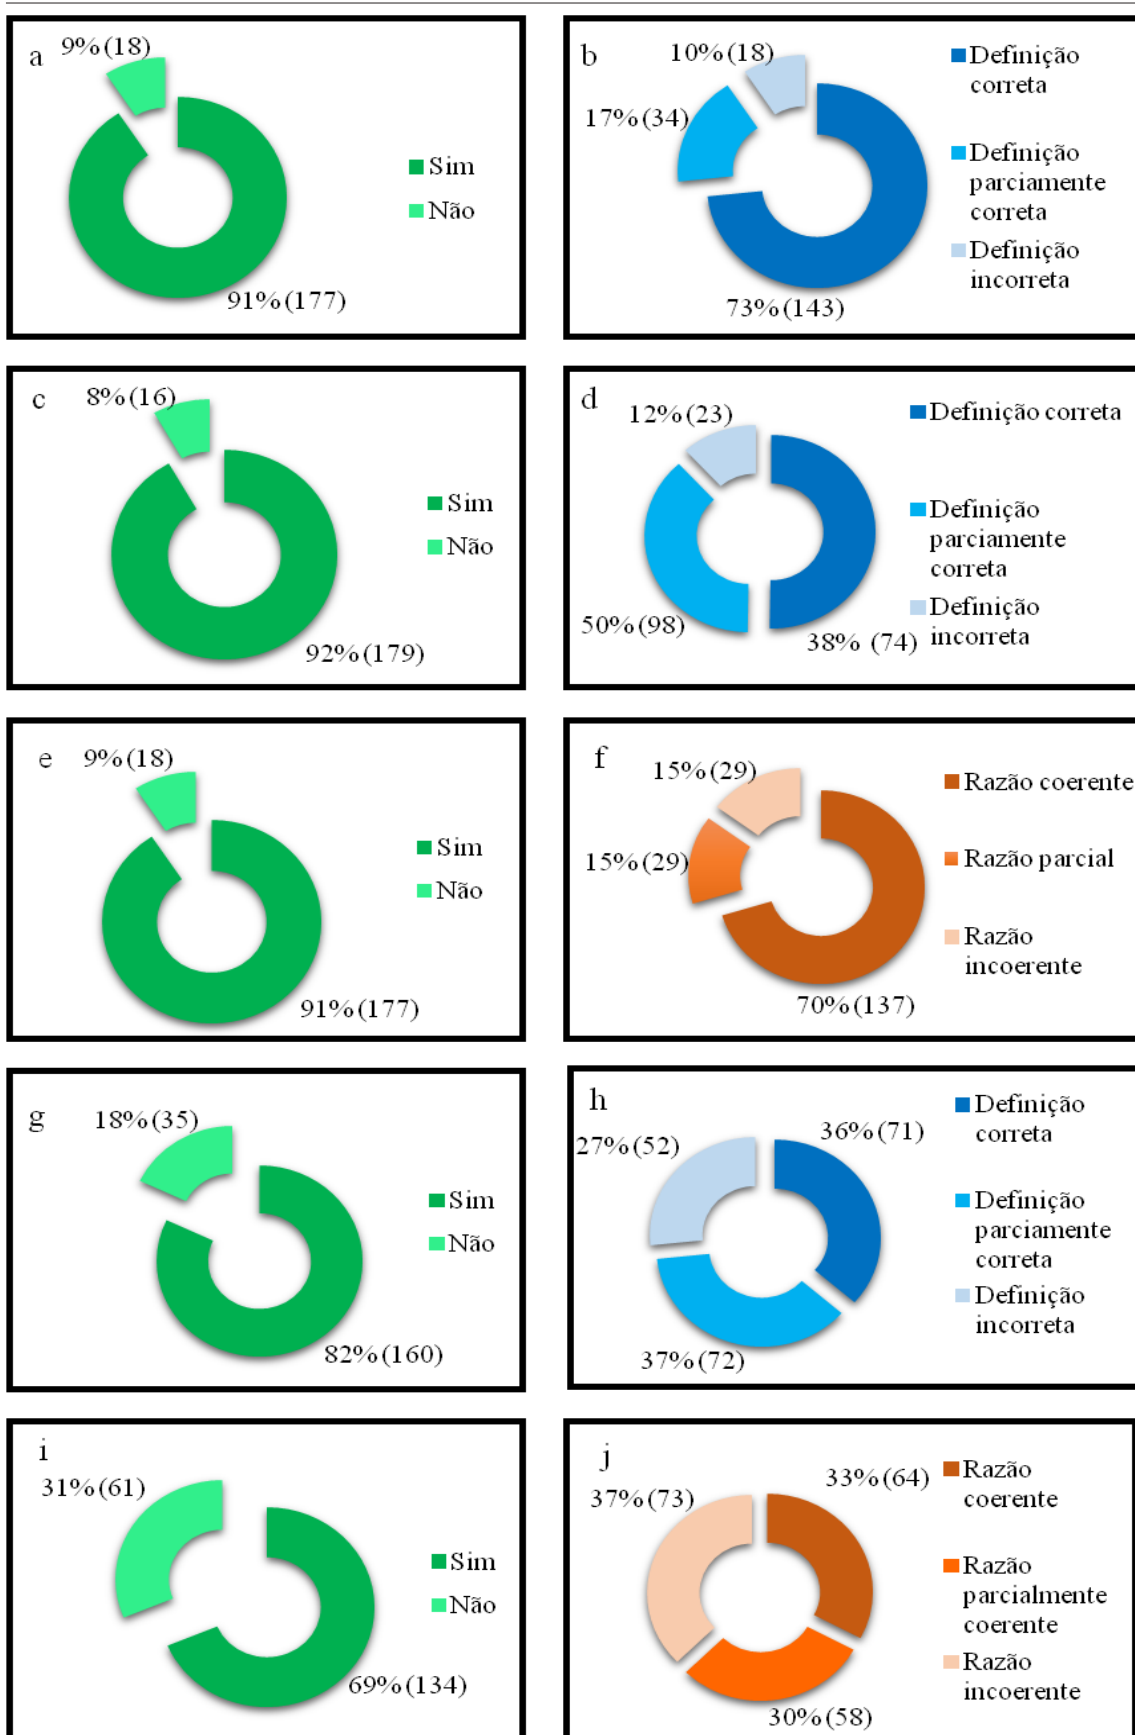 a
9% (18)
Sim
Não
91% (177)
b
10% (18)
17% (34)
73% (143)
Definição
correta
Definição
parciamente
correta
Definição
incorreta
c
8% (16)
Sim
Não
92% (179)
d
12% (23)
50% (98)
38% (74)
Definição correta
Definição
parciamente
correta
Definição
incorreta
e
9% (18)
Sim
Não
91% (177)
f
15% (29)
15% (29)
70% (137)
Razão coerente
Razão parcial
Razão
incoerente
g
18% (35)
Sim
Não
82% (160)
h
27% (52)
36% (71)
37% (72)
Definição
correta
Definição
parciamente
correta
Definição
incorreta
i
31% (61)
Sim
Não
69% (134)
j
37% (73)
33% (64)
30% (58)
Razão
coerente
Razão
parcialmente
coerente
Razão
incoerente